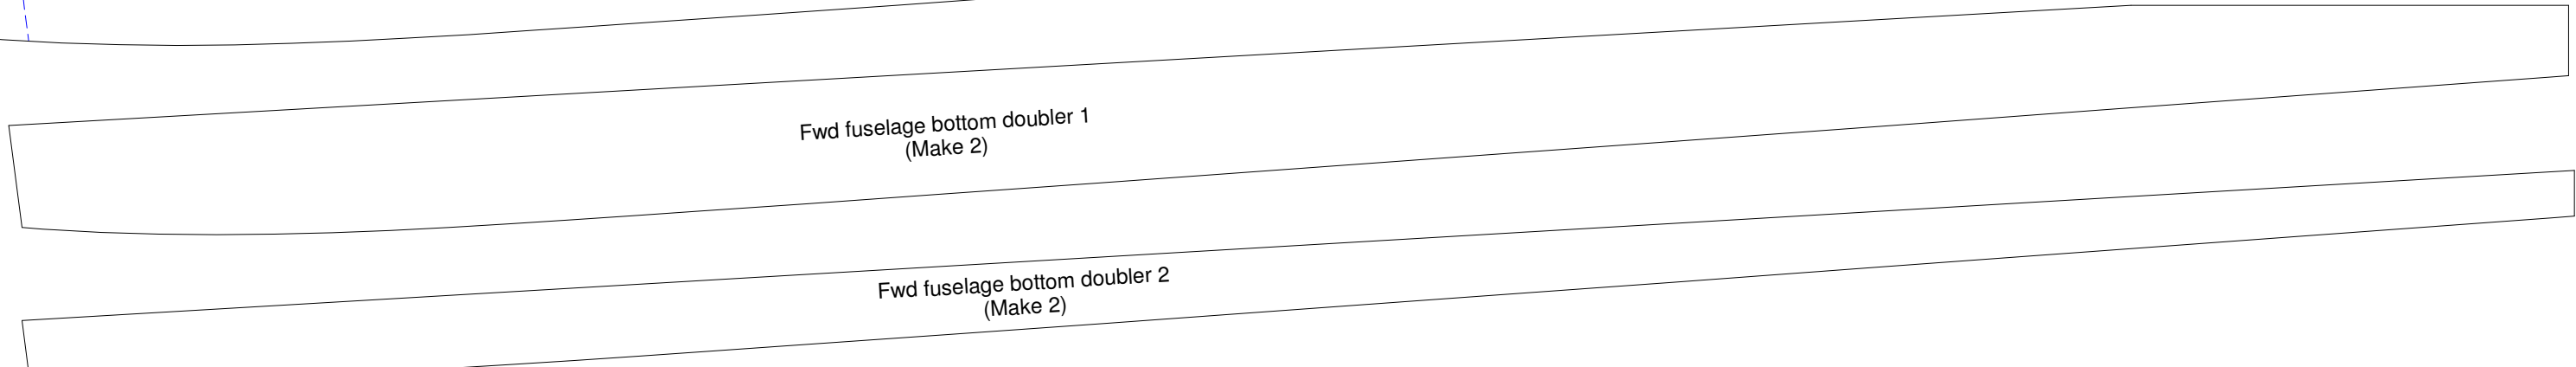 Fwd fuselage bottom doubler 1
(Make 2)
Fwd fuselage bottom doubler 2
(Make 2)